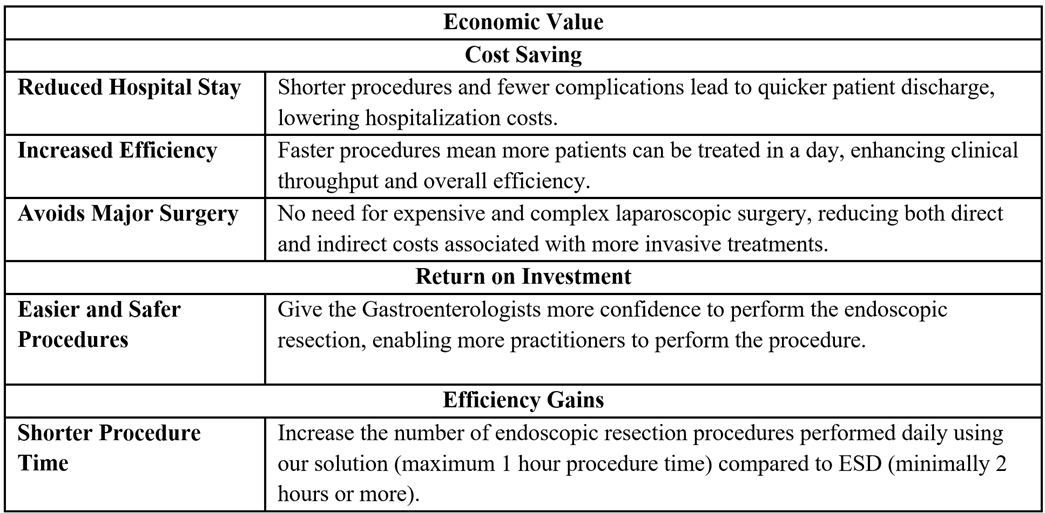 Economic Value
Cost Saving
Reduced Hospital Stay
Shorter procedures and fewer complications lead to quicker patient discharge,
lowering hospitalization costs.
Increased Efficiency
Faster procedures mean more patients can be treated in a day, enhancing clinical
throughput and overall efficiency.
Avoids Major Surgery
No need for expensive and complex laparoscopic surgery, reducing both direct
and indirect costs associated with more invasive treatments.
Return on Investment
Easier and Safer
Procedures
Give the Gastroenterologists more confidence to perform the endoscopic
resection, enabling more practitioners to perform the procedure.
Efficiency Gains
Shorter Procedure
Time
Increase the number of endoscopic resection procedures performed daily using
our solution (maximum 1 hour procedure time) compared to ESD (minimally 2
hours or more).